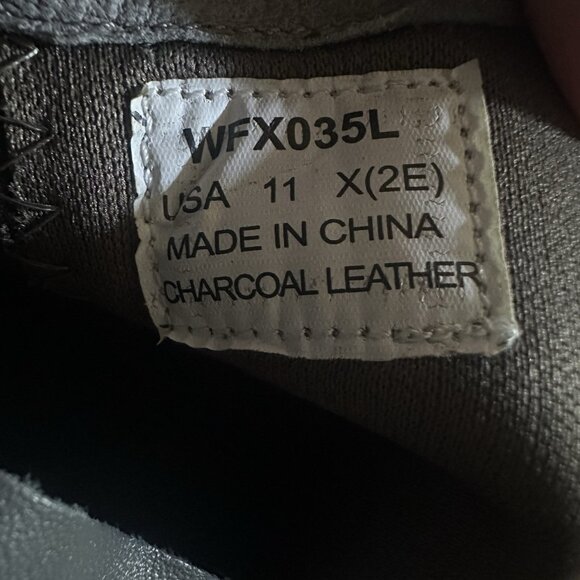 WFX035L
USA 11 X(2E)
MADE IN CHINA
CHARCOAL LEATHER